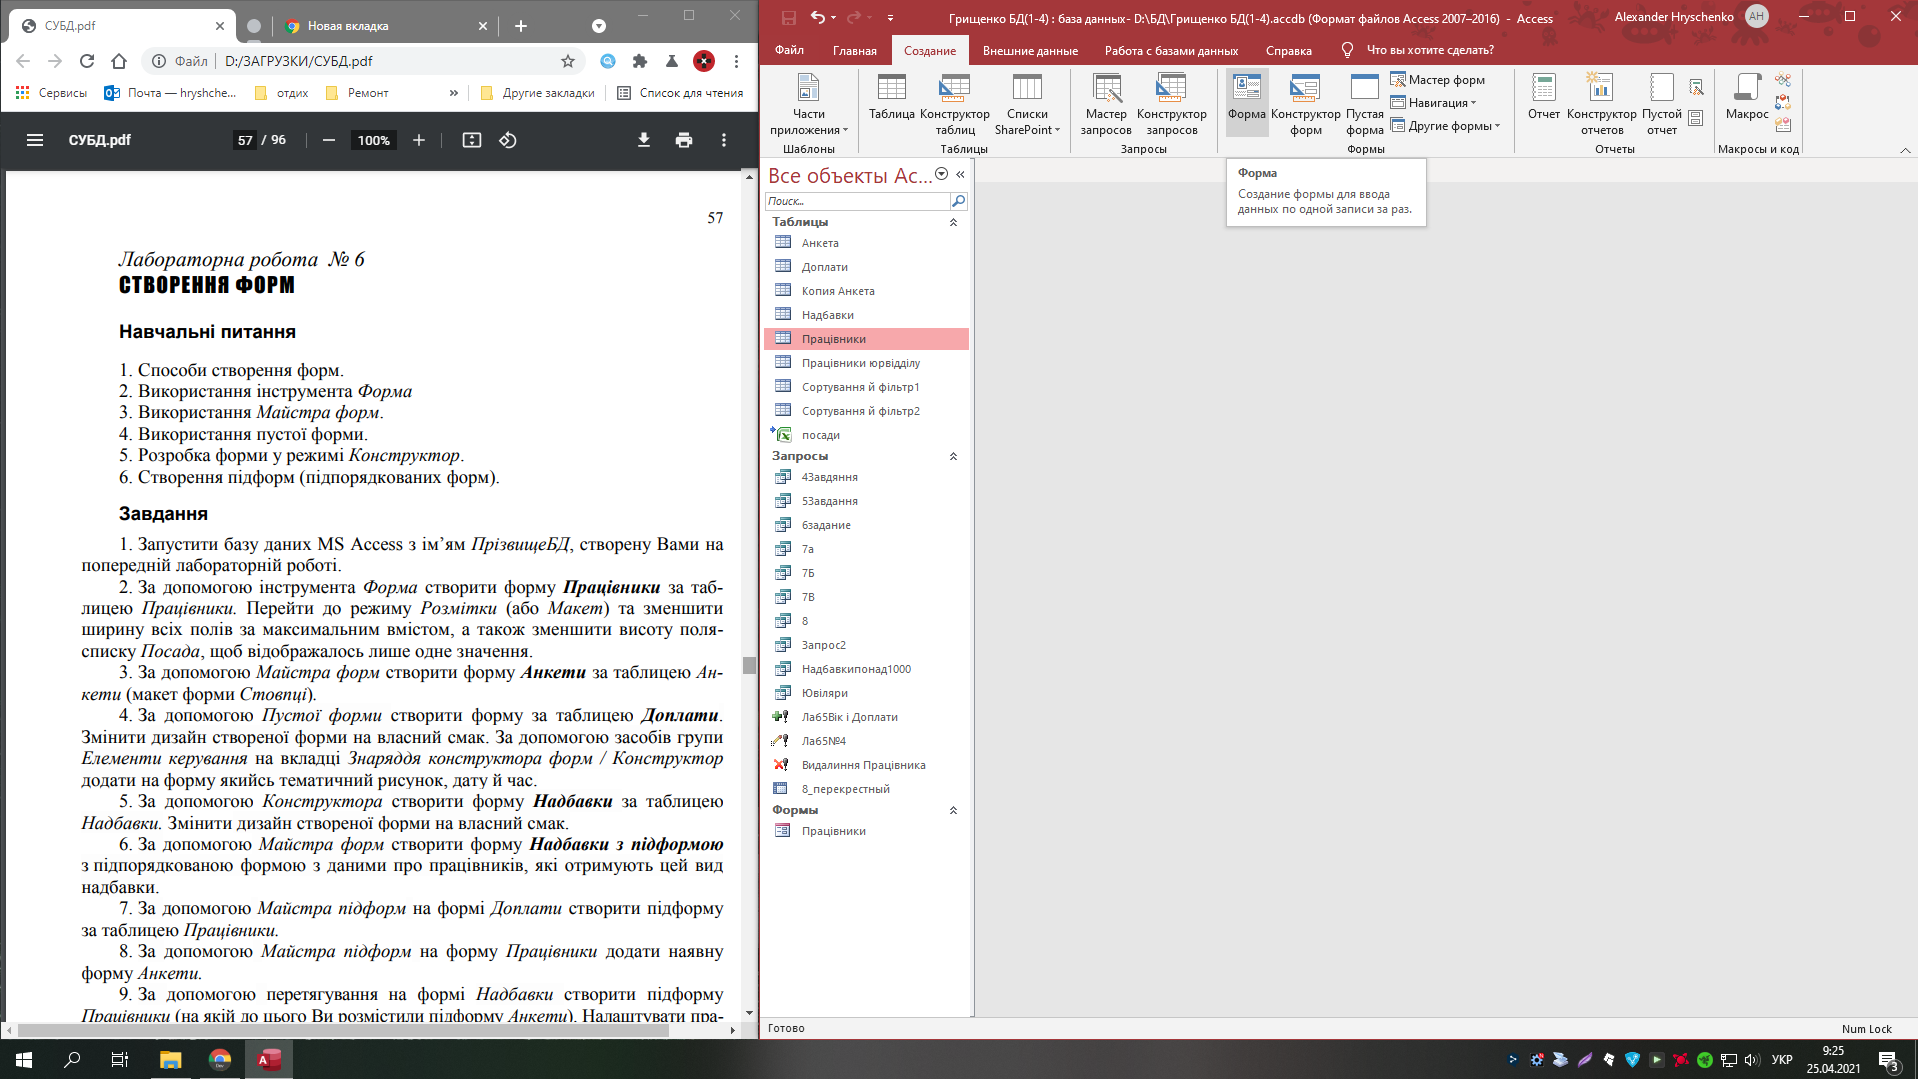 СУБД.pdf
Новая вкладка
Файл
D:/ЗАГРУЗКИ/СУБД.pdf
Сервисы
Почта — hryshche...
отдих
Ремонт
»
Другие закладки
Список для чтения
СУБД.pdf
57 / 96
100%
57
Лабораторна робота № 6
СТВОРЕННЯ ФОРМ
Навчальні питання
1. Способи створення форм.
2. Використання інструмента Форма
3. Використання Майстра форм.
4. Використання пустої форми.
5. Розробка форми у режимі Конструктор.
6. Створення підформ (підпорядкованих форм).
Завдання
1. Запустити базу даних MS Access з ім’ям ПрізвищеБД, створену Вами на
попередній лабораторній роботі.
2. За допомогою інструмента Форма створити форму Працівники за таб-
лицею Працівники. Перейти до режиму Розмітки (або Макет) та зменшити
ширину всіх полів за максимальним вмістом, а також зменшити висоту поля-
списку Посада, щоб відображалось лише одне значення.
3. За допомогою Майстра форм створити форму Анкети за таблицею Ан-
кети (макет форми Стовпці).
4. За допомогою Пустої форми створити форму за таблицею Доплати.
Змінити дизайн створеної форми на власний смак. За допомогою засобів групи
Елементи керування на вкладці Знаряддя конструктора форм / Конструктор
додати на форму якийсь тематичний рисунок, дату й час.
5. За допомогою Конструктора створити форму Надбавки за таблицею
Надбавки. Змінити дизайн створеної форми на власний смак.
6. За допомогою Майстра форм створити форму Надбавки з підформою
з підпорядкованою формою з даними про працівників, які отримують цей вид
надбавки.
7. За допомогою Майстра підформ на формі Доплати створити підформу
за таблицею Працівники.
8. За допомогою Майстра підформ на форму Працівники додати наявну
форму Анкети.
9. За допомогою перетягування на формі Надбавки створити підформу
Працівники (на якій до цього Ви розмістили підформу Анкети). Налаштувати пра-
Грищенко БД(1-4) : база данных- D:\БД\Грищенко БД(1-4).accdb (Формат файлов Access 2007–2016) - Access
Alexander Hryschenko
AH
Файл
Главная
Создание
Внешние данные
Работа с базами данных
Справка
Что вы хотите сделать?
Части
приложения
Шаблоны
Таблица
Конструктор
таблиц
Списки
SharePoint
Таблицы
Мастер
запросов
Конструктор
запросов
Запросы
Форма
Конструктор
форм
Пустая
форма
Мастер форм
Навигация
Другие формы
Формы
Отчет
Конструктор
отчетов
Пустой
отчет
Отчеты
Макрос
Макросы и код
Форма
Создание формы для ввода
данных по одной записи за раз.
Все объекты Ac...
Поиск...
Таблицы
Анкета
Доплати
Копия Анкета
Надбавки
Працівники
Працівники юрвідділу
Сортування й фільтр1
Сортування й фільтр2
посади
Запросы
4Завдяння
5Завдання
6задание
7а
7Б
7В
8
Запрос2
Надбавкипонад1000
Ювіляри
Лаб5Вік і Доплати
Лаб5№4
Видалиння Працівника
8_перекрестный
Формы
Працівники
Готово
Num Lock
УКР
9:25
25.04.2021
3